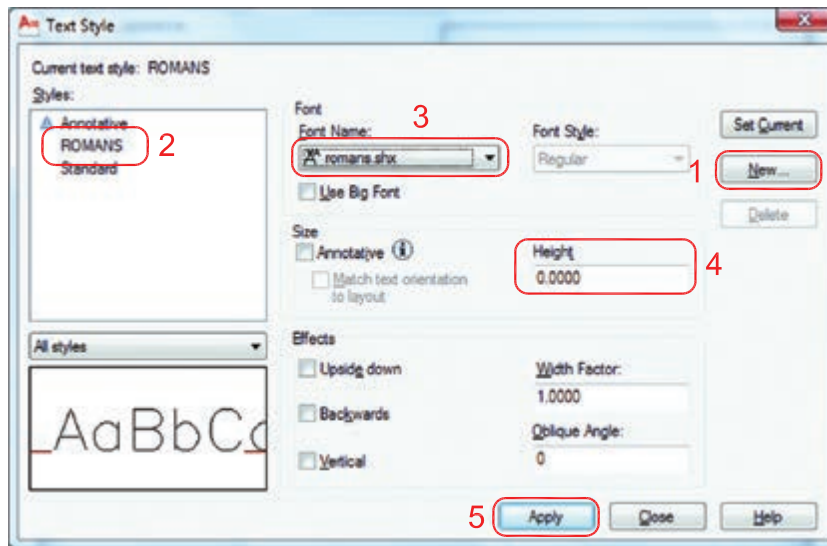 Text Style
Current text style: ROMANS
Styles:
Annotative
ROMANS
Standard
2
All styles
AaBbCc
Font
Font Name:
3
romans.shx
Use Big Font
Font Style:
Regular
Size
Annotative
Match text orientation
to layout
Height
0.0000
4
Effects
Upside down
Backwards
Vertical
Width Factor:
1.0000
Oblique Angle:
0
Set Current
1
New...
Delete
5
Apply
Close
Help